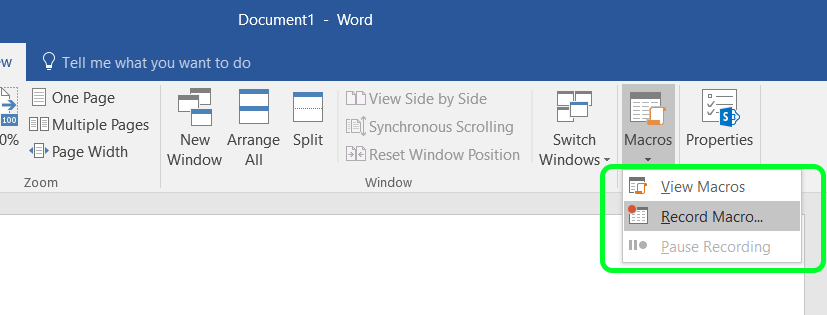 Document1 - Word
w
Tell me what you want to do
100
0%
One Page
Multiple Pages
Page Width
Zoom
New
Window
Arrange
All
Split
View Side by Side
Synchronous Scrolling
Reset Window Position
Window
Switch
Windows
Macros
Properties
View Macros
Record Macro...
Pause Recording